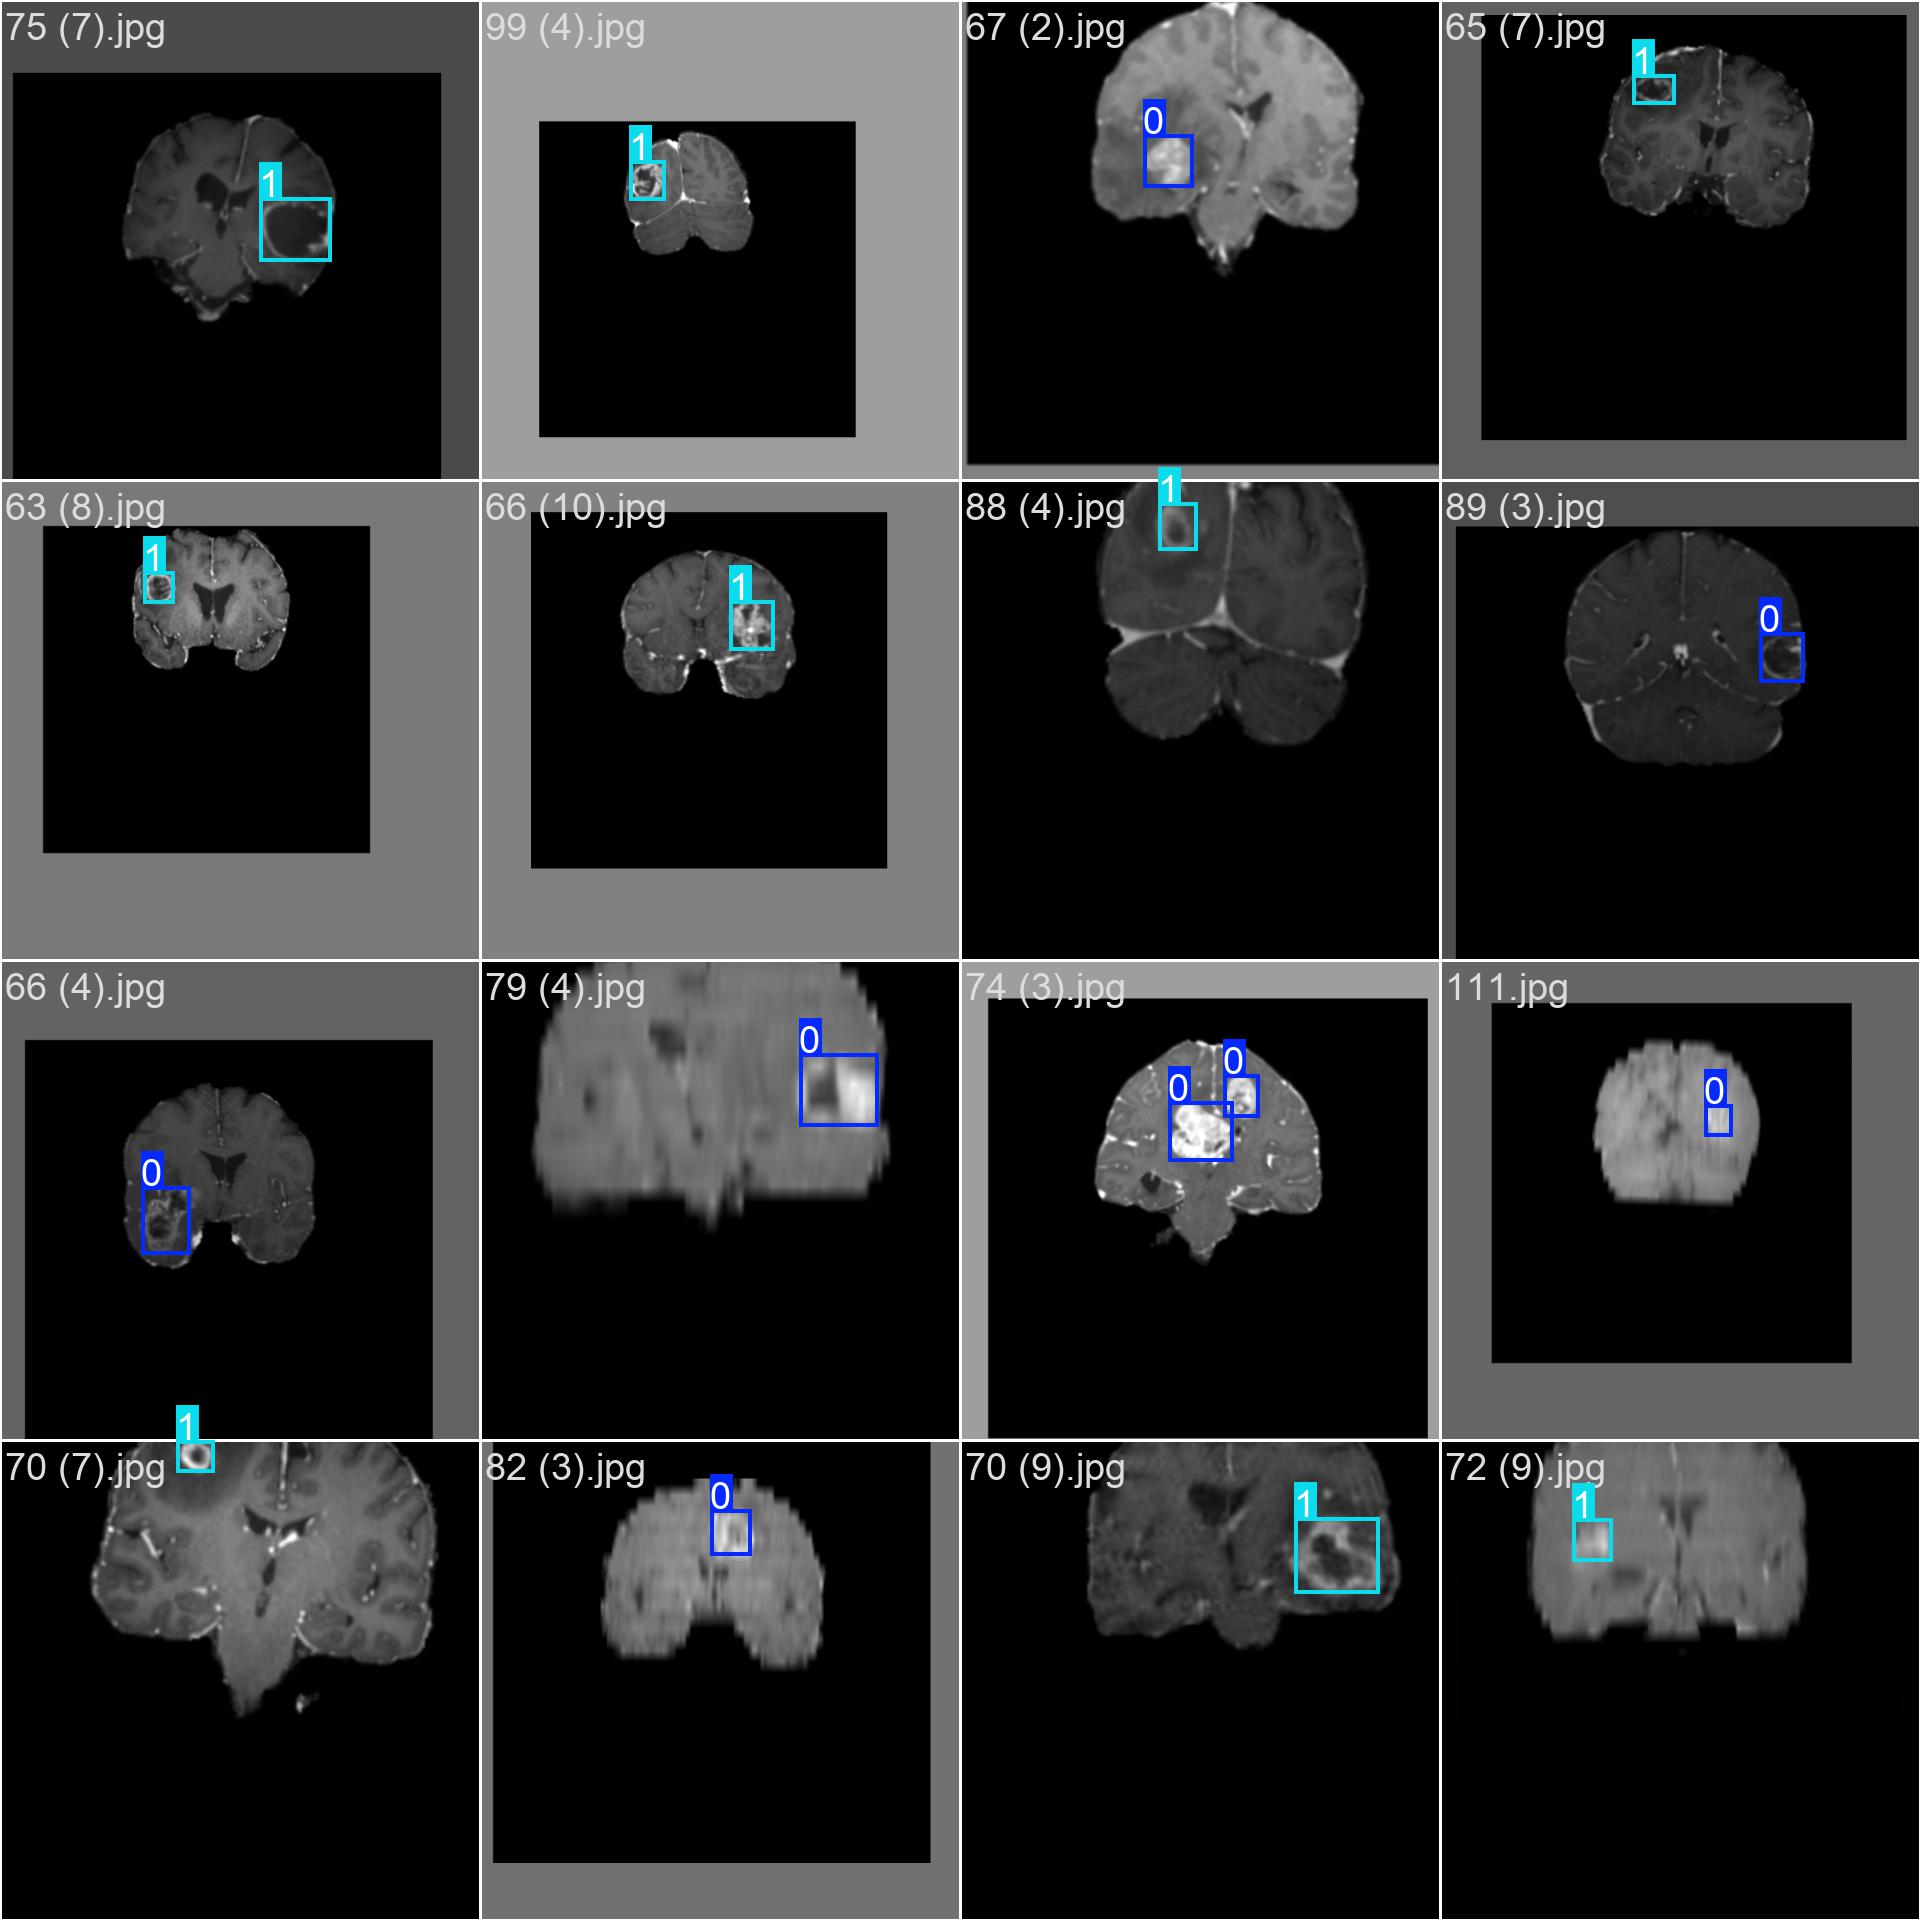 75 (7).jpg
1
99 (4).jpg
1
67 (2).jpg
0
65 (7).jpg
1
63 (8).jpg
1
66 (10).jpg
1
88 (4).jpg
1
89 (3).jpg
0
66 (4).jpg
0
79 (4).jpg
0
74 (3).jpg
0
0
111.jpg
0
70 (7).jpg
1
82 (3).jpg
0
70 (9).jpg
1
72 (9).jpg
1